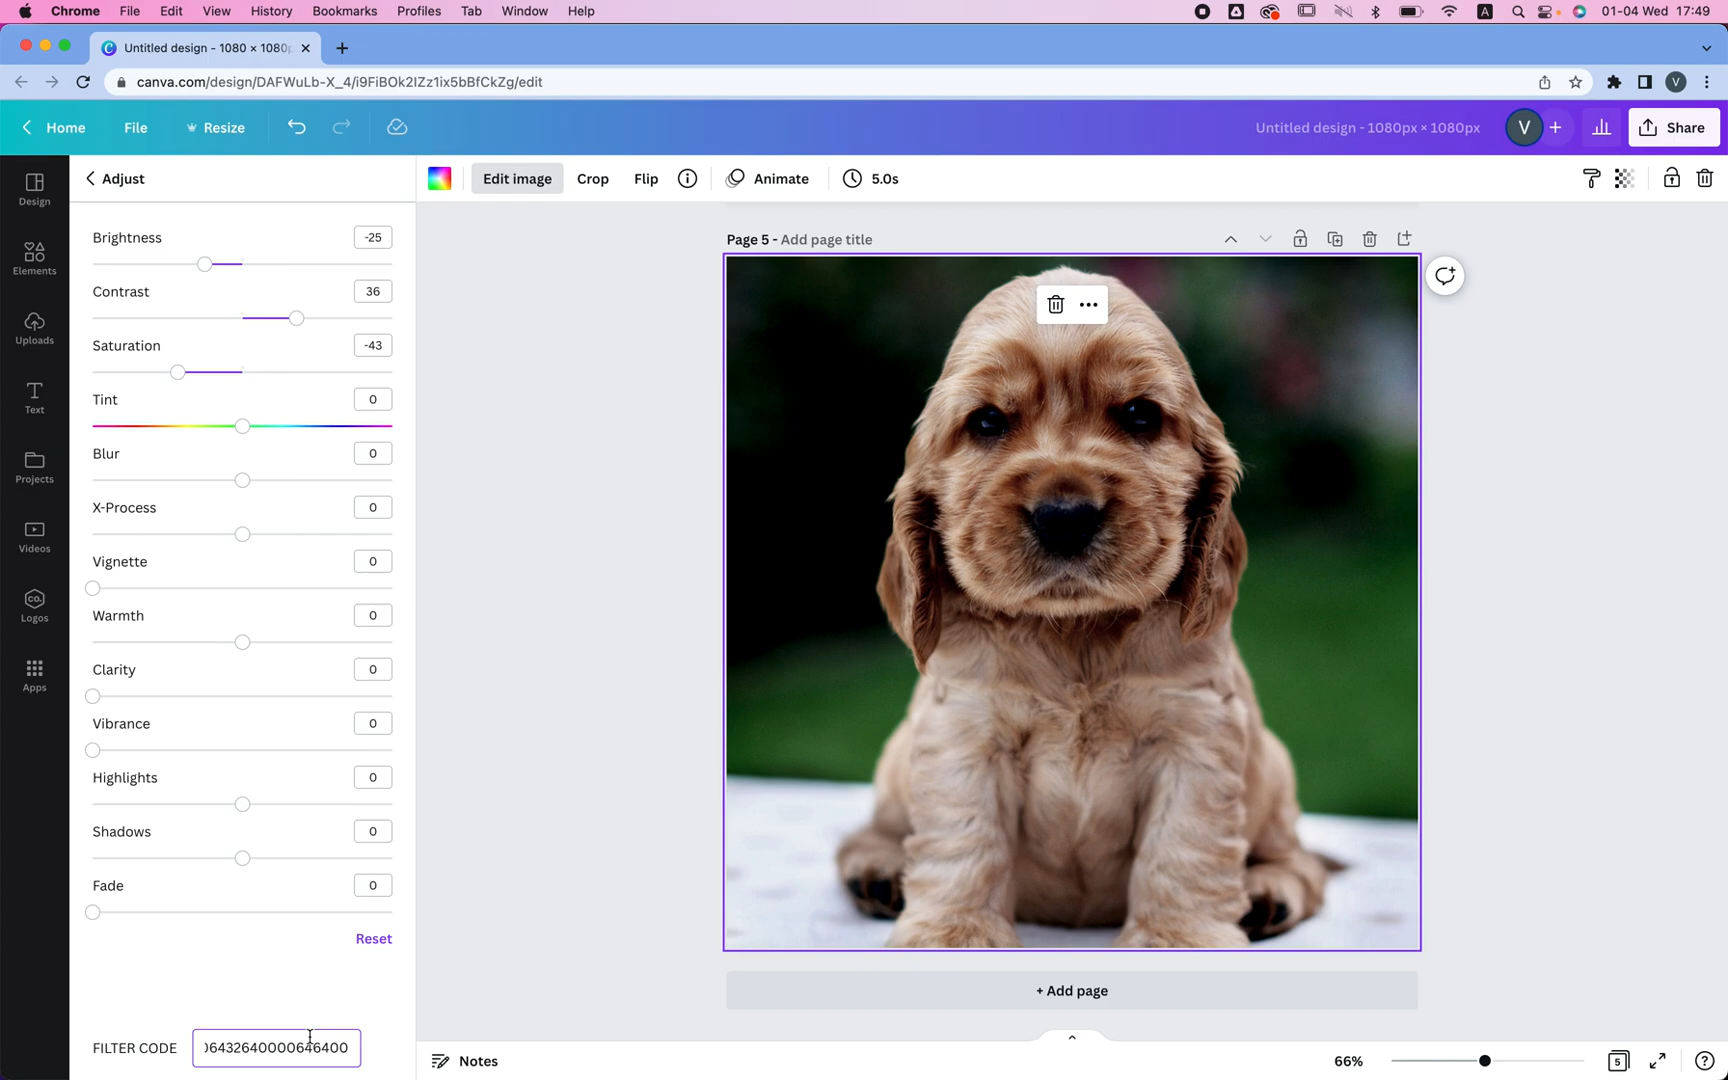 Chrome File Edit View History Bookmarks Profiles Tab Window Help
A 01-04 Wed 17:49
Untitled design - 1080 × 1080p
canva.com/design/DAFWuLb-X_4/i9FiBOk2IZz1ix5bBfCkZg/edit
V
Home File Resize
Untitled design - 1080px × 1080px
V + Share
Design
Elements
Uploads
Text
Projects
Videos
CO.
Logos
Apps
Adjust
Edit image Crop Flip Animate 5.0s
Brightness -25
Contrast 36
Saturation -43
Tint 0
Blur 0
X-Process 0
Vignette 0
Warmth 0
Clarity 0
Vibrance 0
Highlights 0
Shadows 0
Fade 0
Reset
FILTER CODE 06432640000646400
Page 5 - Add page title
+ Add page
Notes
66%
5
?